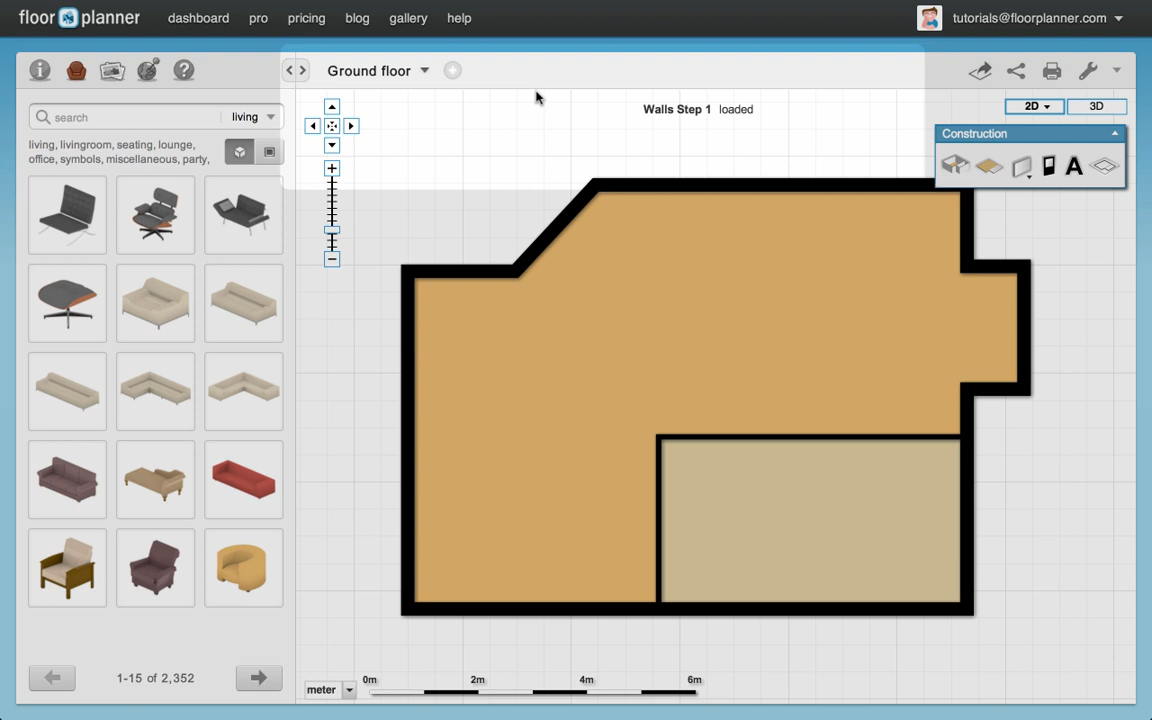 floor planner
dashboard pro pricing blog gallery help
tutorials@floorplanner.com
Ground floor
search living
Walls Step 1 loaded
2D 3D
Construction
living, livingroom, seating, lounge,
office, symbols, miscellaneous, party,
A
1-15 of 2,352
meter
0m 2m 4m 6m